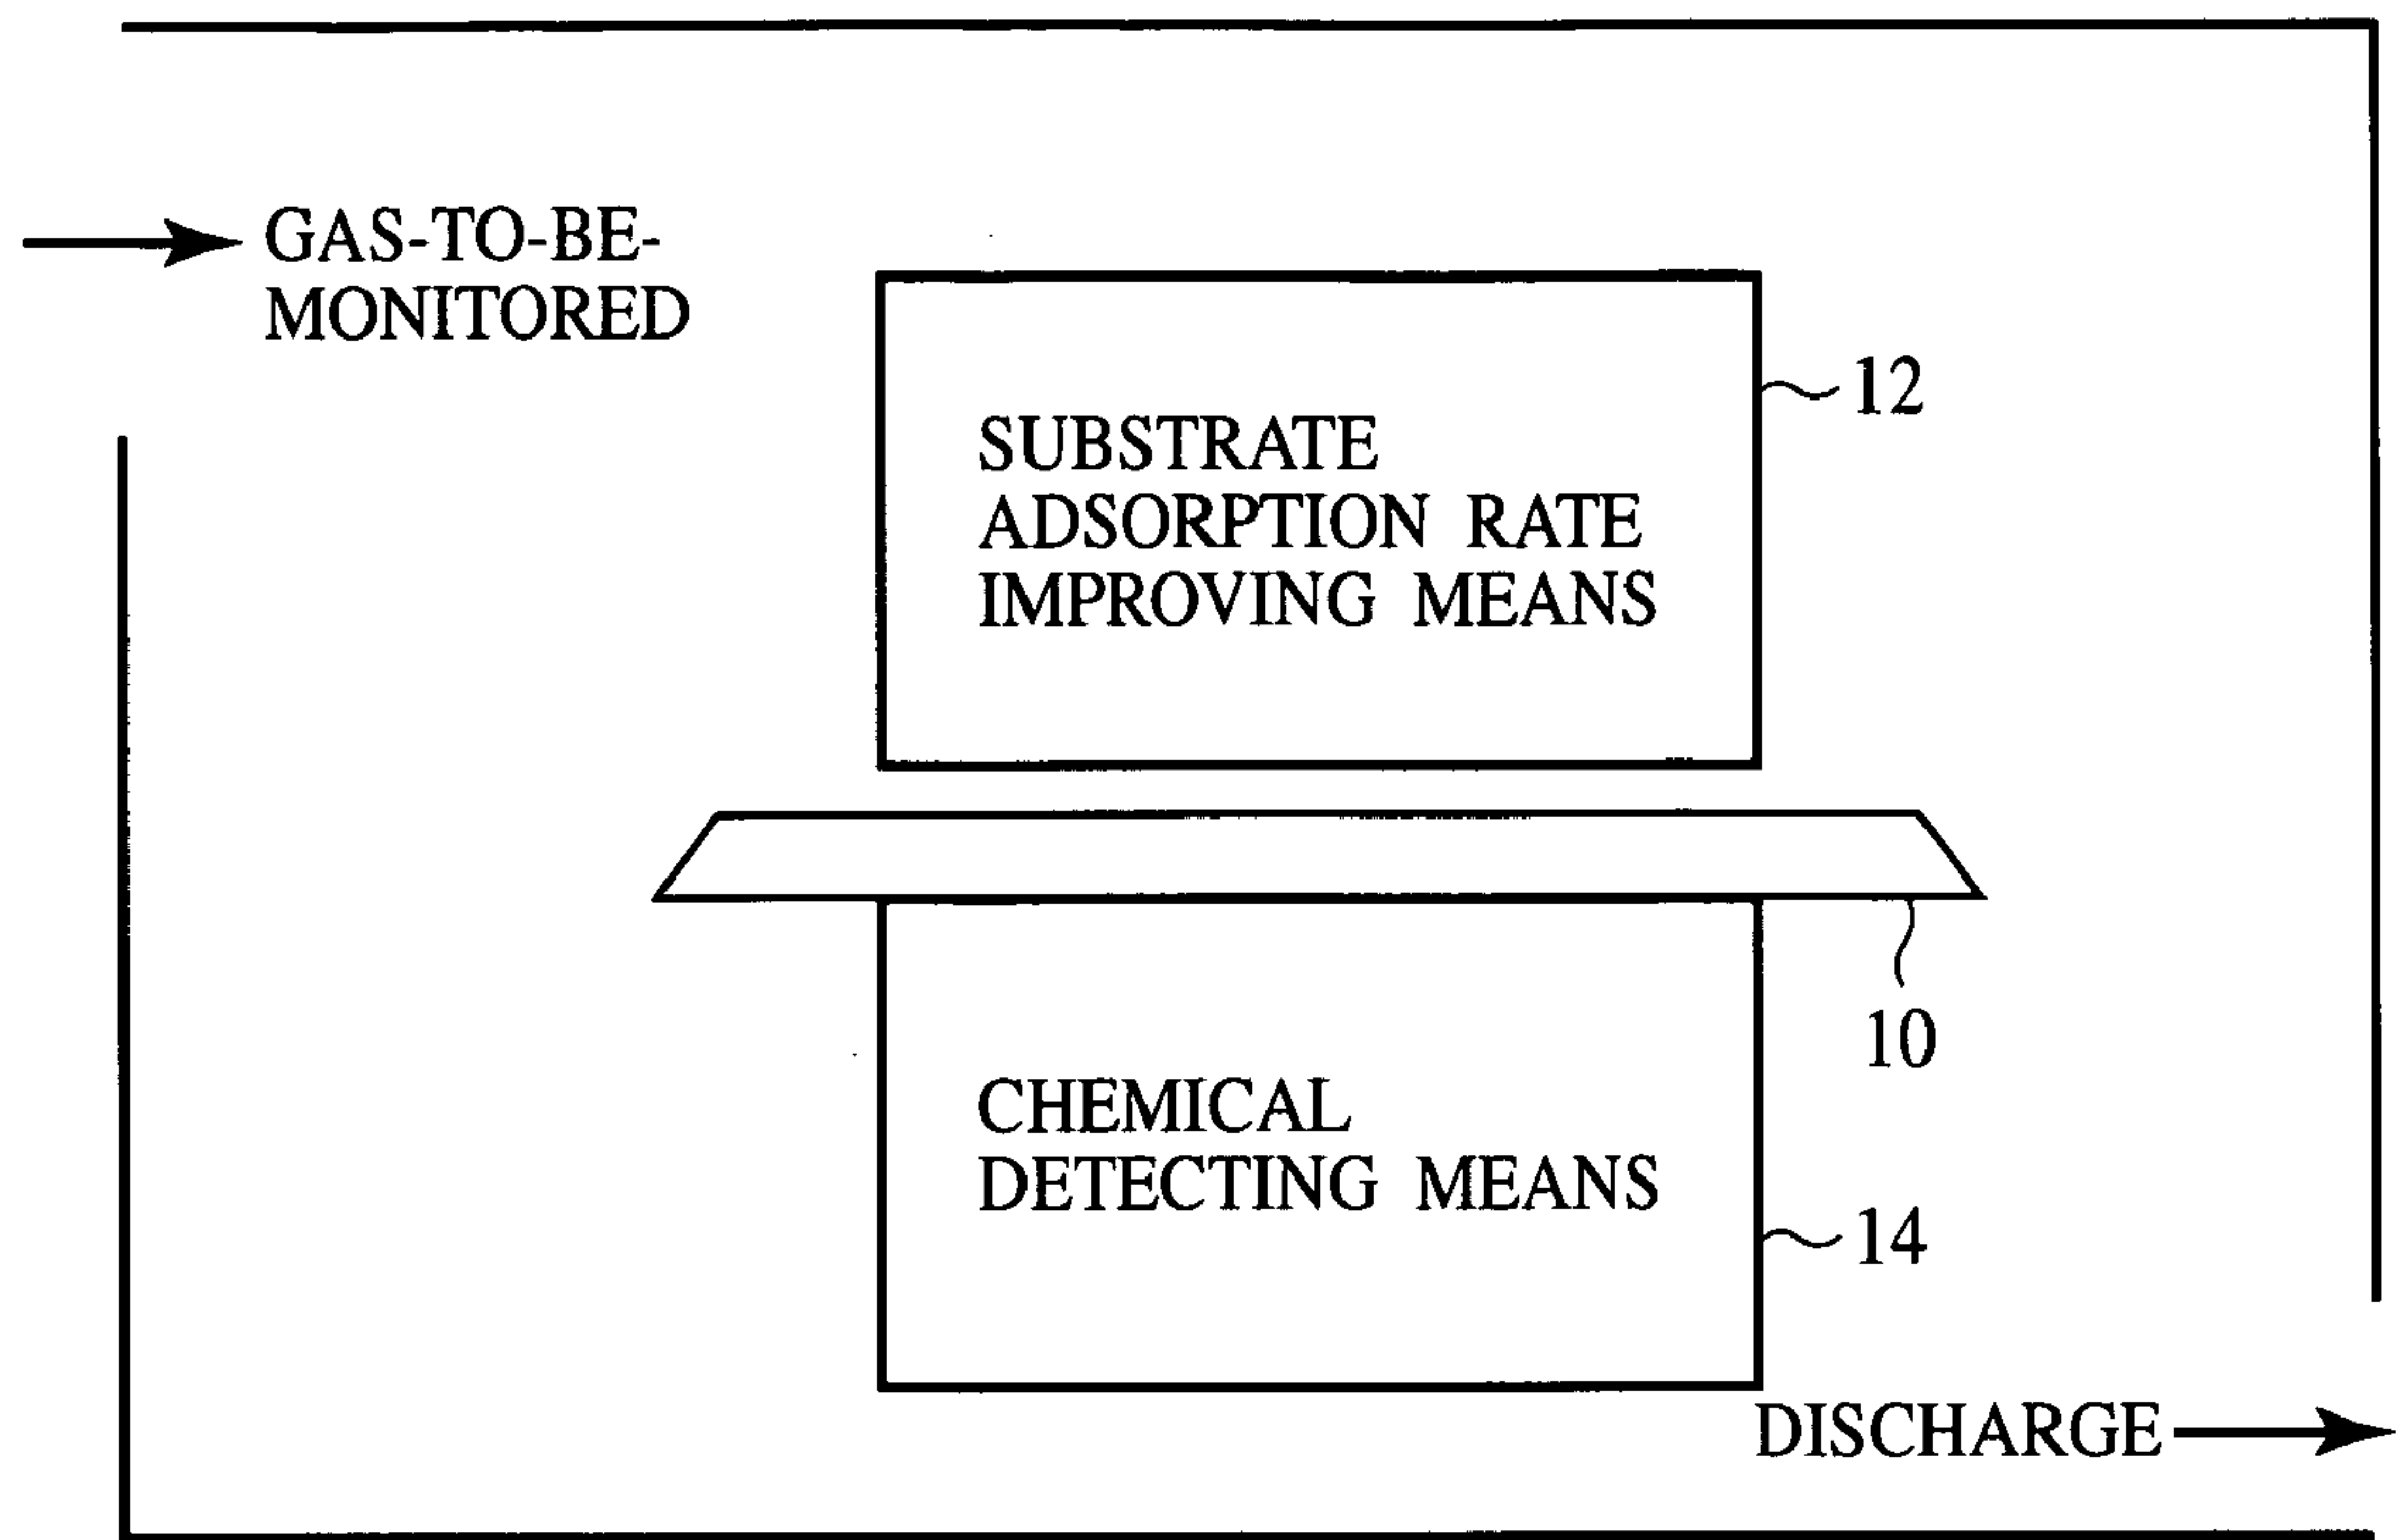 GAS-TO-BE-
MONITORED
12
SUBSTRATE
ADSORPTION RATE
IMPROVING MEANS
10
CHEMICAL
DETECTING MEANS
14
DISCHARGE